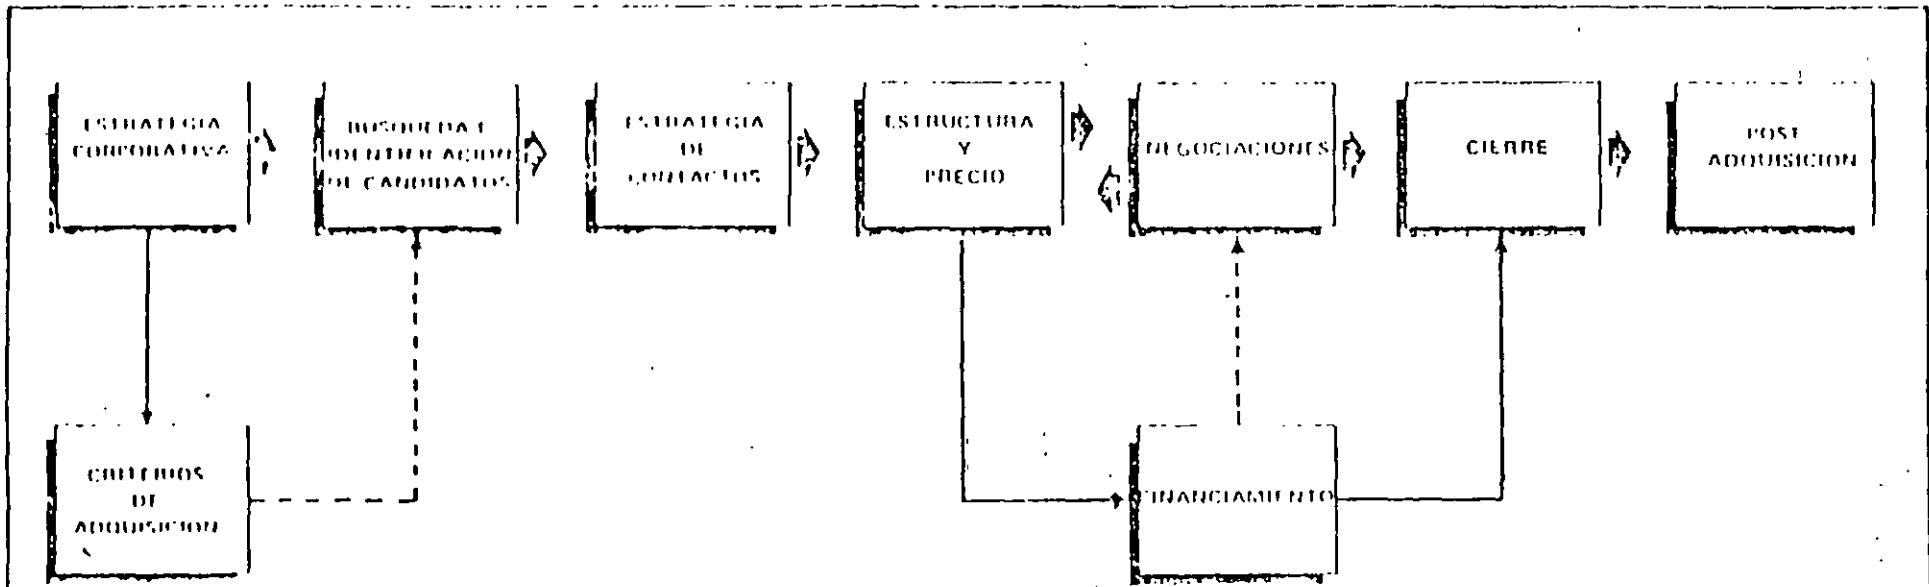 ESTRATEGIA
CORPORATIVA
BUSQUEDA E
IDENTIFICACION
DE CANDIDATOS
ESTRATEGIA
DE
CONTACTOS
ESTRUCTURA
Y
PRECIO
NEGOCIACIONES
CIERRE
POST
ADQUISICION
CRITERIOS
DE
ADQUISICION
FINANCIAMIENTO